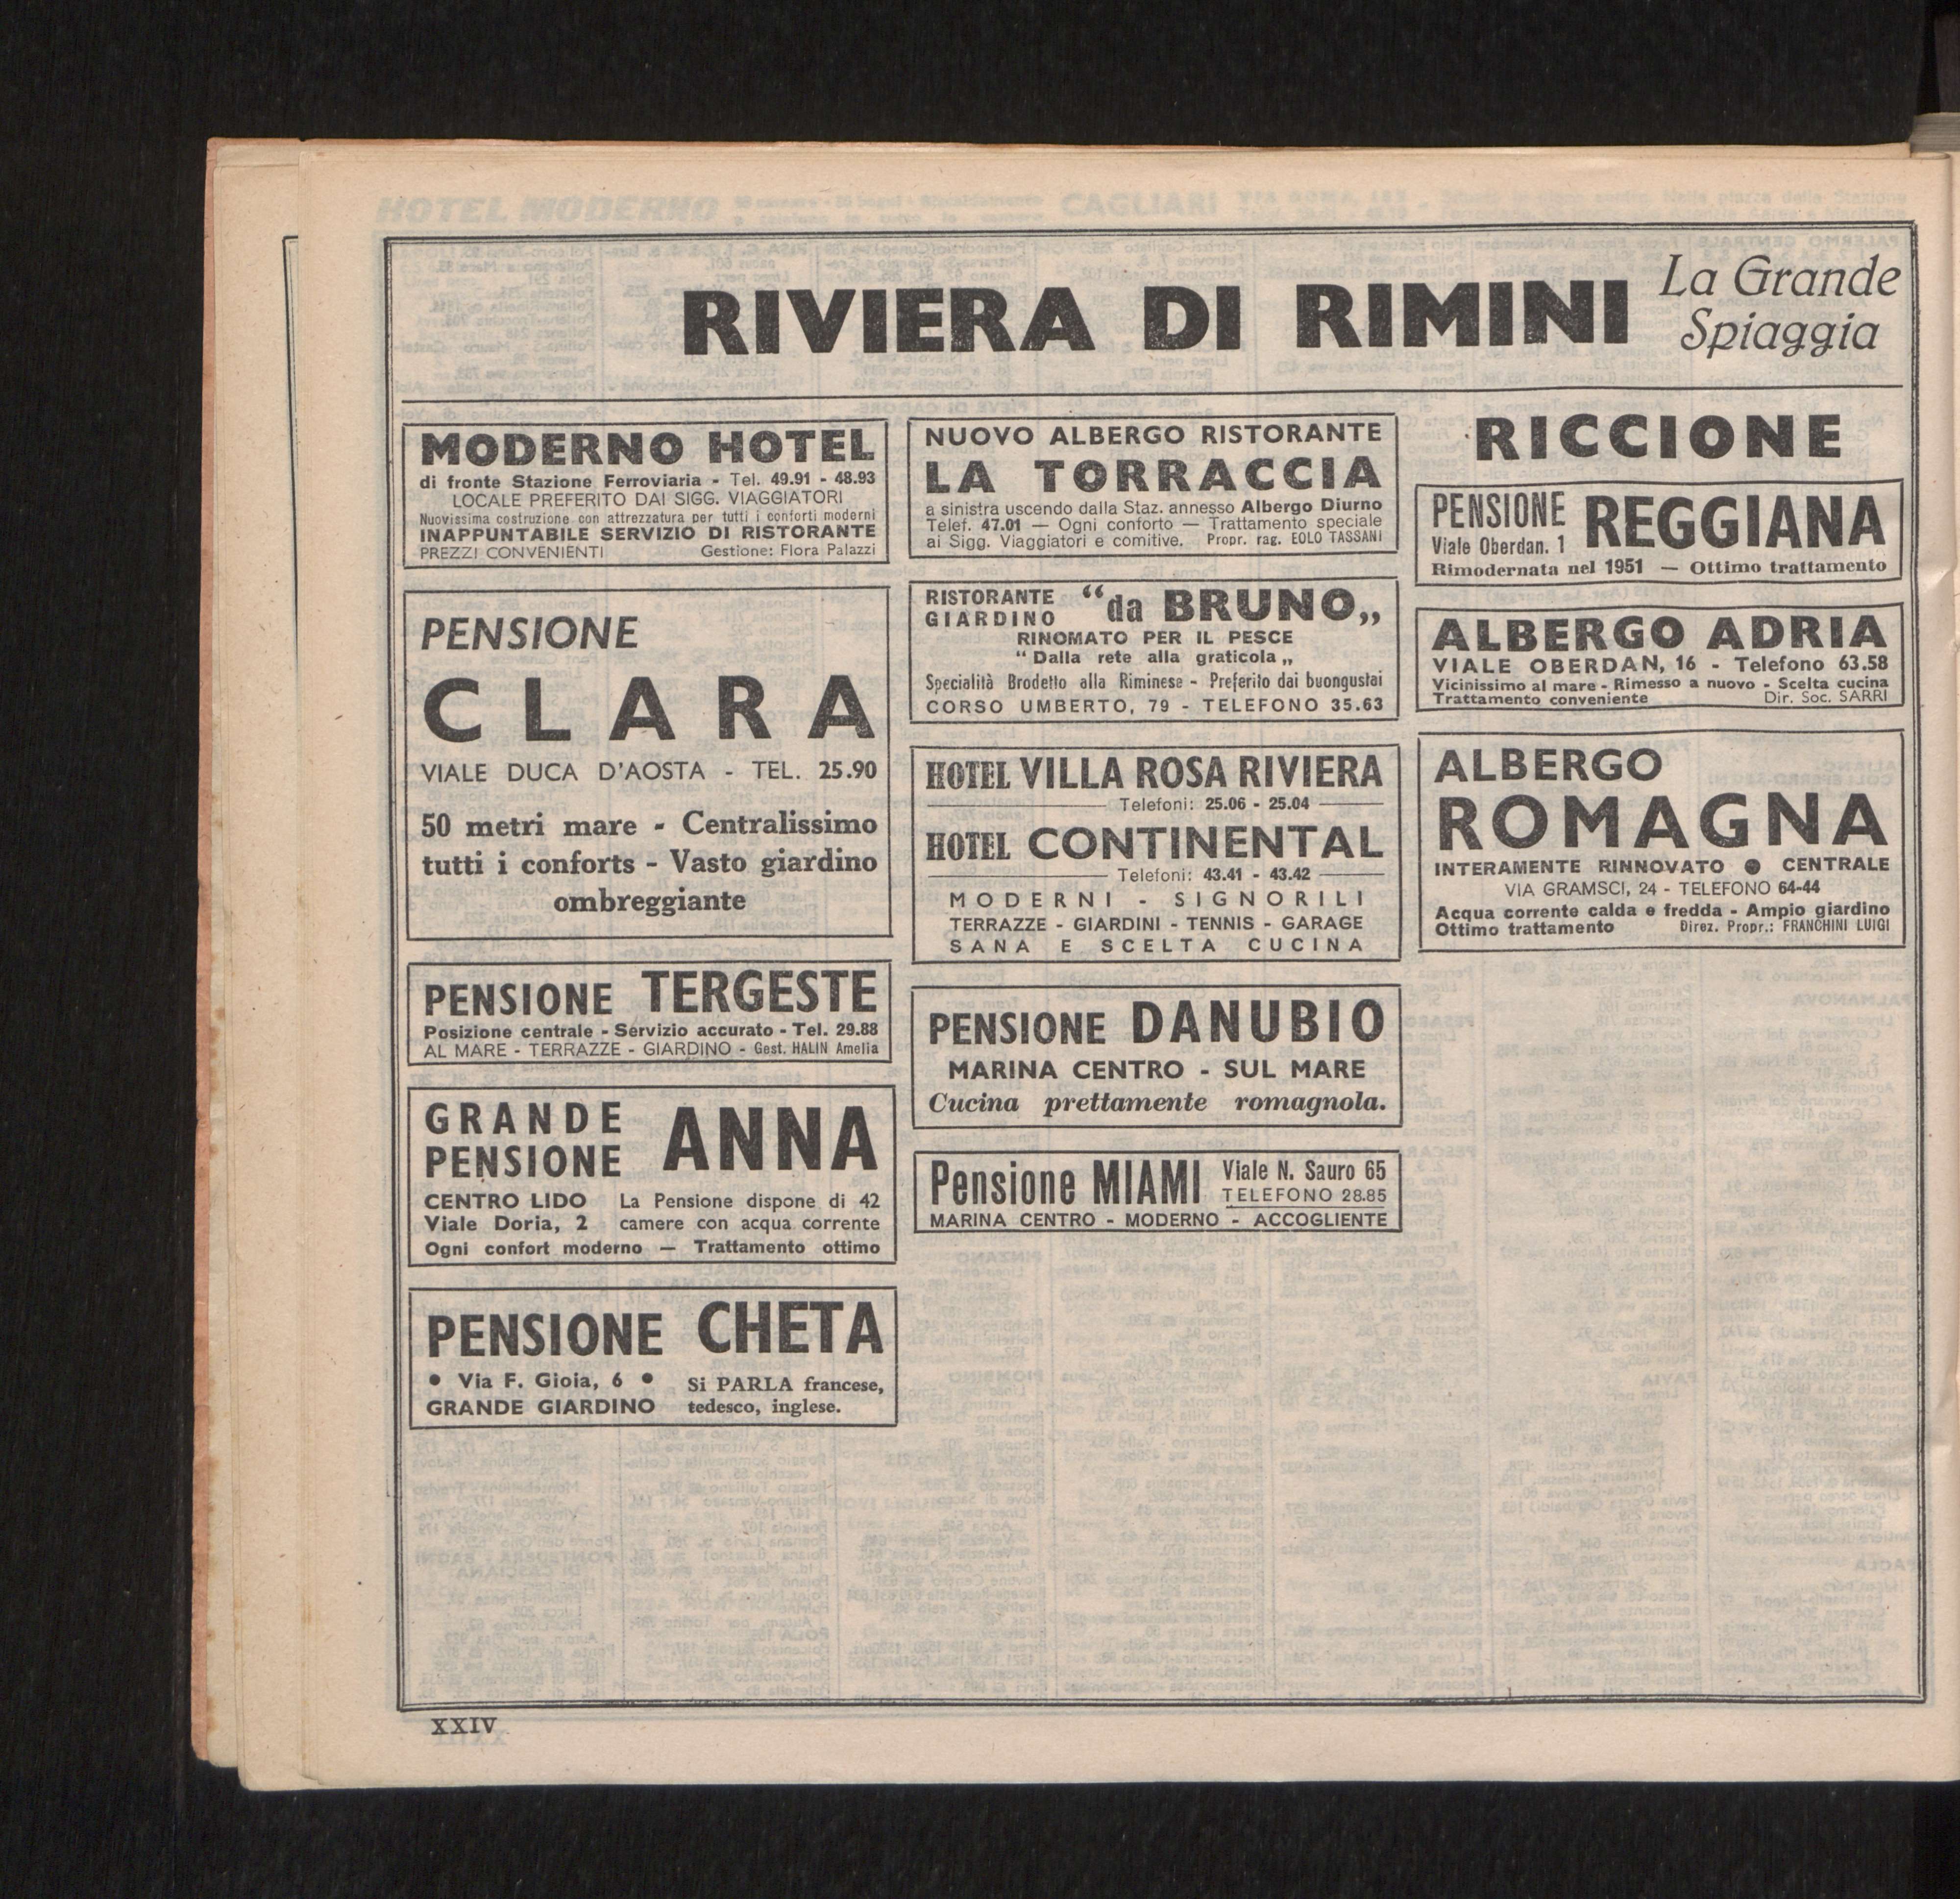 RIVIERA DI RIMINI
La Grande
Spiaggia
MODERNO HOTEL
di fronte Stazione Ferroviaria - Tel. 49.91 - 48.93
LOCALE PREFERITO DAI SIGG. VIAGGIATORI
Nuovissima costruzione con attrezzatura per tutti i conforti moderni
INAPPUNTABILE SERVIZIO DI RISTORANTE
PREZZI CONVENIENTI Gestione: Flora Palazzi
PENSIONE
CLARA
VIALE DUCA D'AOSTA - TEL. 25.90
50 metri mare - Centralissimo
tutti i conforts - Vasto giardino
ombreggiante
PENSIONE TERGESTE
Posizione centrale - Servizio accurato - Tel. 29.88
AL MARE - TERRAZZE - GIARDINO - Gest. HALIN Amelia
GRANDE
PENSIONE
ANNA
CENTRO LIDO
Viale Doria, 2
La Pensione dispone di 42
camere con acqua corrente
Ogni confort moderno — Trattamento ottimo
PENSIONE CHETA
• Via F. Gioia, 6 •
GRANDE GIARDINO
Si PARLA francese,
tedesco, inglese.
NUOVO ALBERGO RISTORANTE
LA TORRACCIA
a sinistra uscendo dalla Staz. annesso Albergo Diurno
Telef. 47.01 — Ogni conforto — Trattamento speciale
ai Sigg. Viaggiatori e comitive. Propr. rag. EOLO TASSANI
RISTORANTE
GIARDINO
“da BRUNO„
RINOMATO PER IL PESCE
“ Dalla rete alla graticola „
Specialità Brodetto alla Riminese - Preferito dai buongustai
CORSO UMBERTO, 79 - TELEFONO 35.63
HOTEL VILLA ROSA RIVIERA
Telefoni: 25.06 - 25.04
HOTEL CONTINENTAL
Telefoni: 43.41 - 43.42
MODERNI - SIGNORILI
TERRAZZE - GIARDINI - TENNIS - GARAGE
SANA E SCELTA CUCINA
PENSIONE DANUBIO
MARINA CENTRO - SUL MARE
Cucina prettamente romagnola.
Pensione MIAMI
Viale N. Sauro 65
TELEFONO 28.85
MARINA CENTRO - MODERNO - ACCOGLIENTE
RICCIONE
PENSIONE
Viale Oberdan. 1
REGGIANA
Rimodernata nel 1951 — Ottimo trattamento
ALBERGO ADRIA
VIALE OBERDAN, 16 - Telefono 63.58
Vicinissimo al mare - Rimesso a nuovo - Scelta cucina
Trattamento conveniente Dir. Soc. SARRI
ALBERGO
ROMAGNA
INTERAMENTE RINNOVATO ● CENTRALE
VIA GRAMSCI, 24 - TELEFONO 64-44
Acqua corrente calda e fredda - Ampio giardino
Ottimo trattamento Direz. Propr.: FRANCHINI LUIGI
XXIV